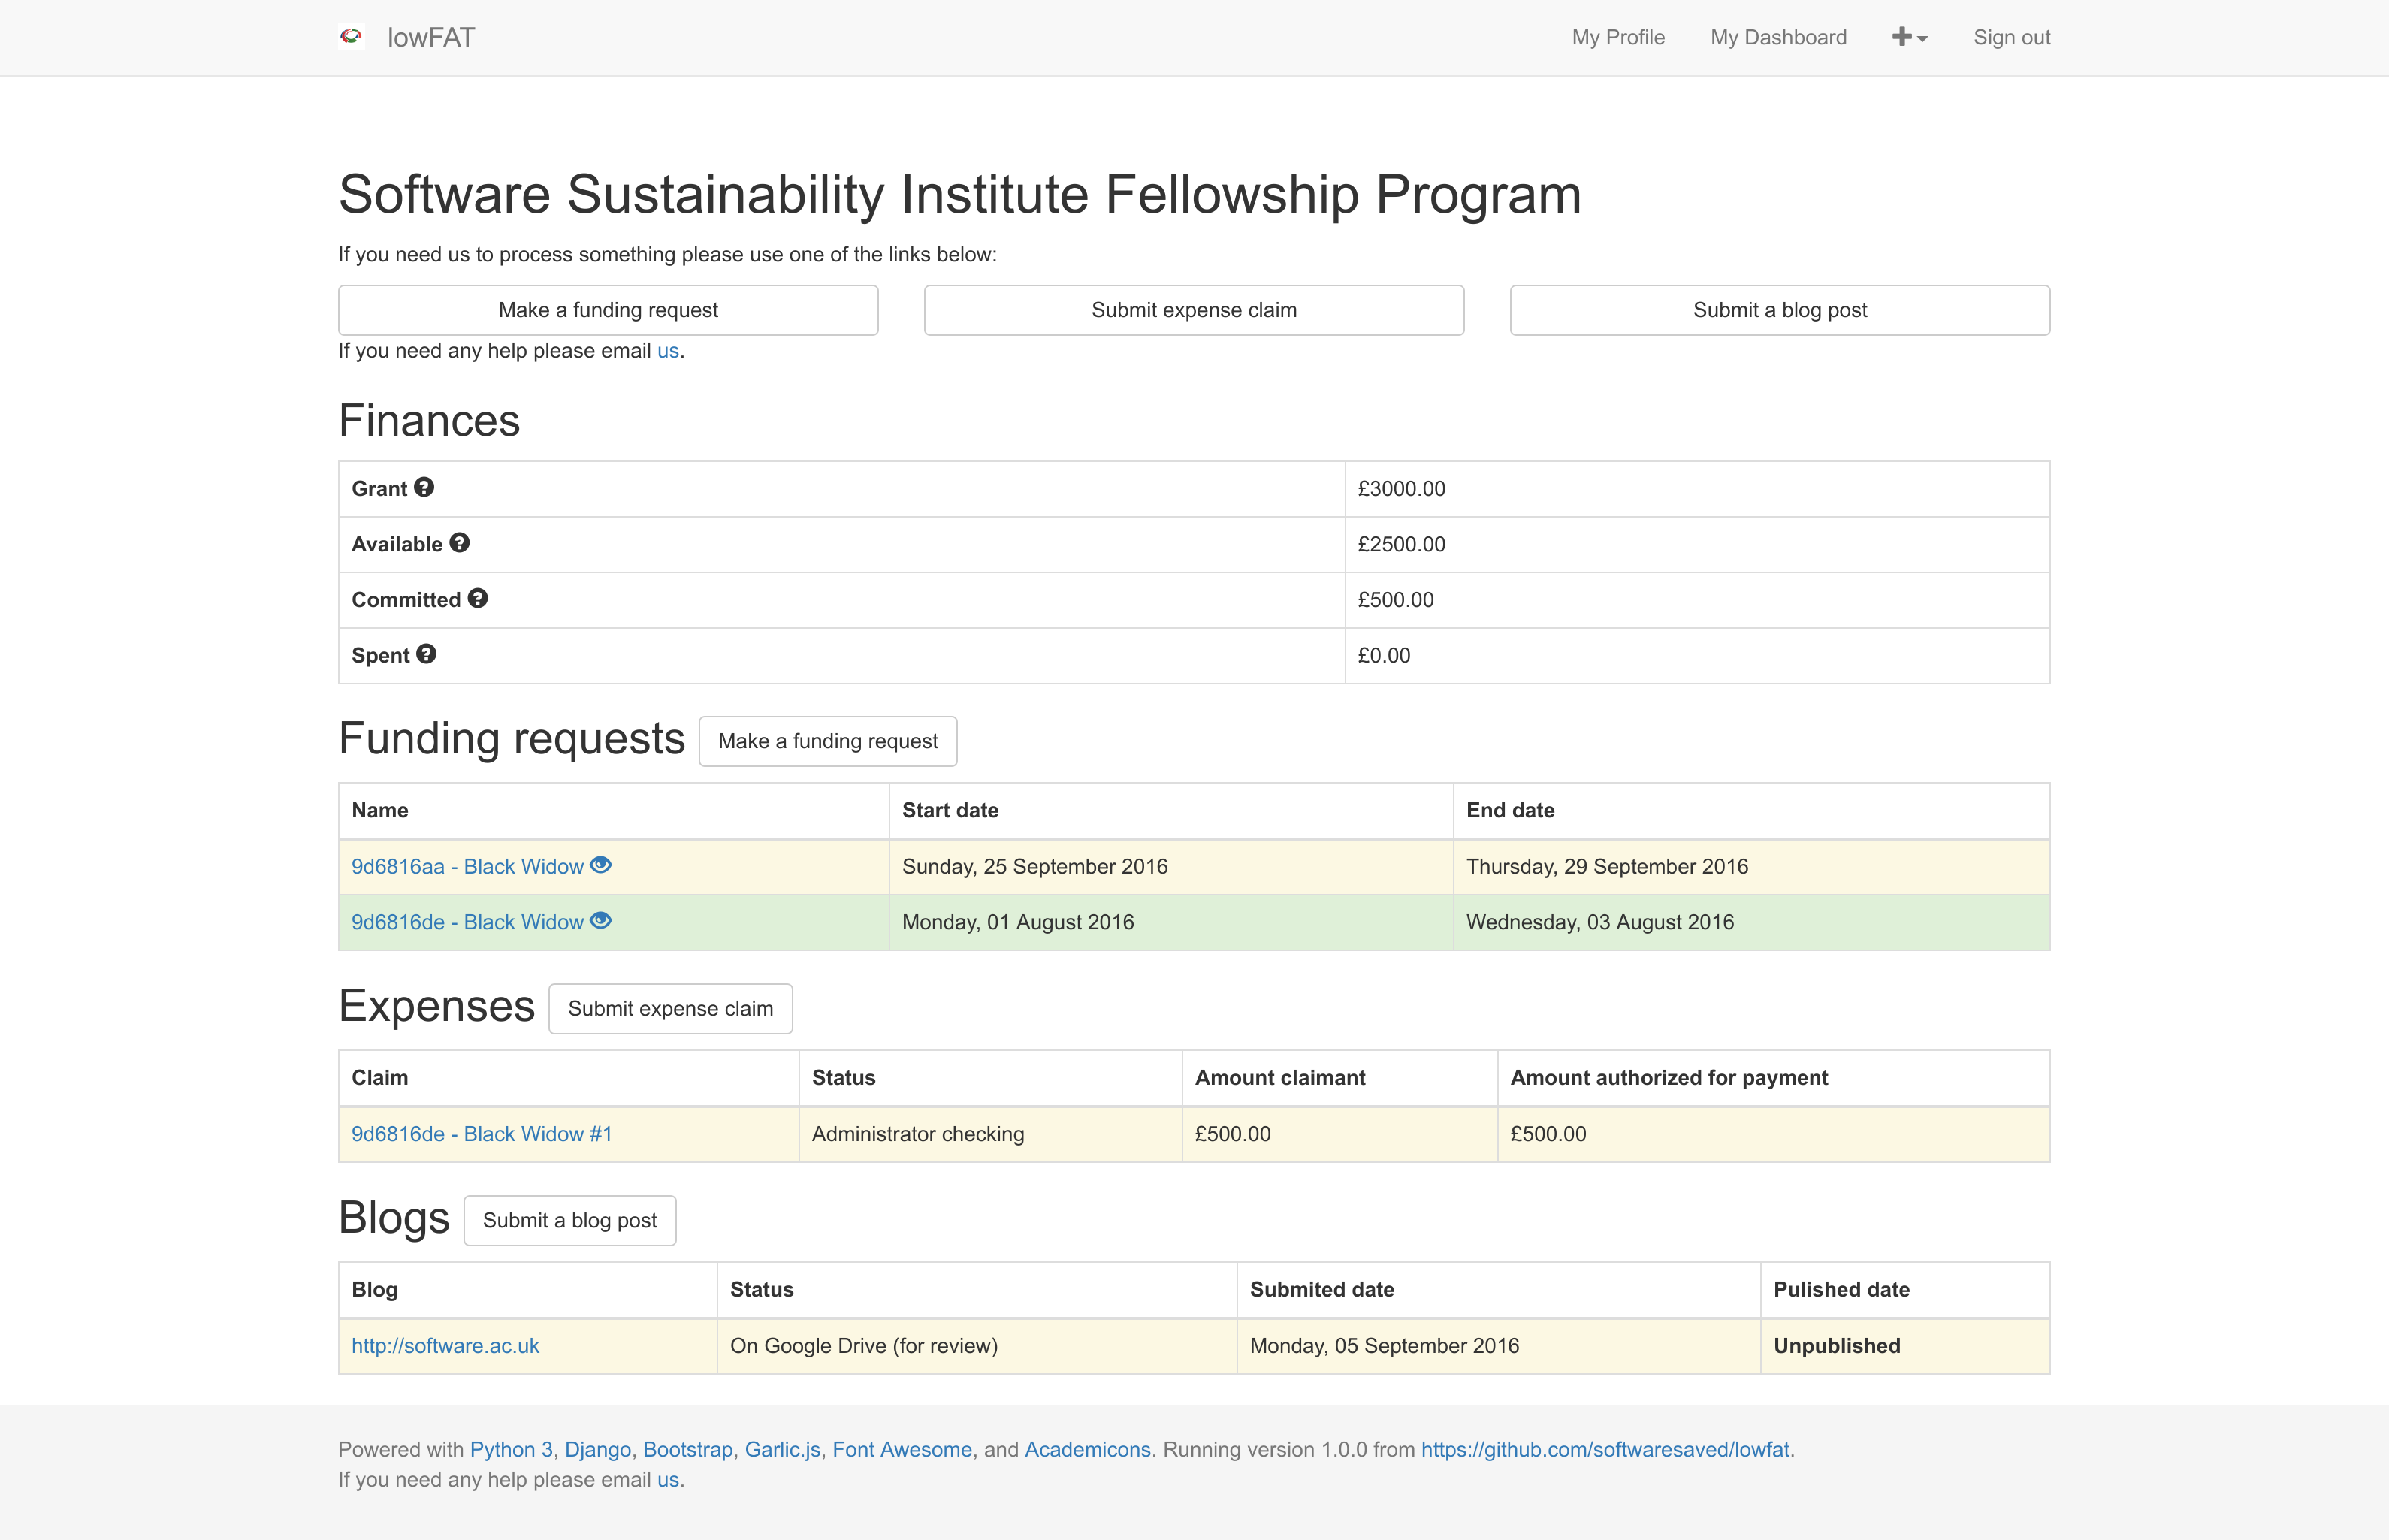 lowFAT My Profile My Dashboard Sign out
Software Sustainability Institute Fellowship Program
If you need us to process something please use one of the links below:
Make a funding request Submit expense claim Submit a blog post
If you need any help please email us.
Finances
Grant £3000.00
Available £2500.00
Committed £500.00
Spent £0.00
Funding requests Make a funding request
Name Start date End date
9d6816aa - Black Widow Sunday, 25 September 2016 Thursday, 29 September 2016
9d6816de - Black Widow Monday, 01 August 2016 Wednesday, 03 August 2016
Expenses Submit expense claim
Claim Status Amount claimant Amount authorized for payment
9d6816de - Black Widow #1 Administrator checking £500.00 £500.00
Blogs Submit a blog post
Blog Status Submited date Pulished date
http://software.ac.uk On Google Drive (for review) Monday, 05 September 2016 Unpublished
Powered with Python 3, Django, Bootstrap, Garlic.js, Font Awesome, and Academicons. Running version 1.0.0 from https://github.com/softwaresaved/lowfat.
If you need any help please email us.